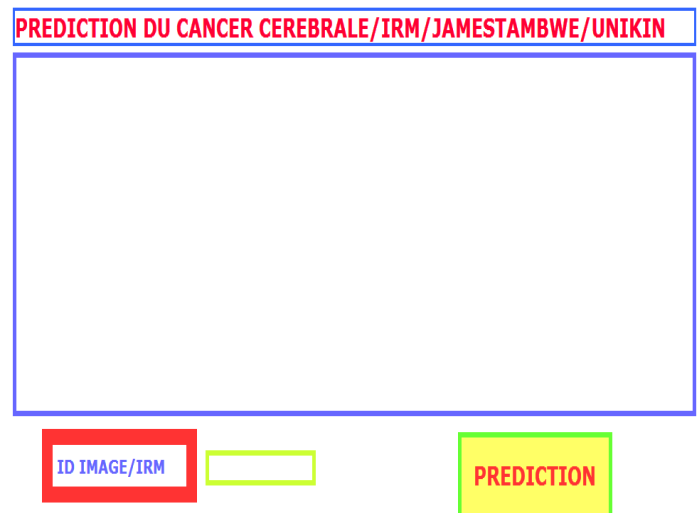 PREDICTION DU CANCER CEREBRALE/IRM/JAMESTAMBWE/UNIKIN
ID IMAGE/IRM
PREDICTION